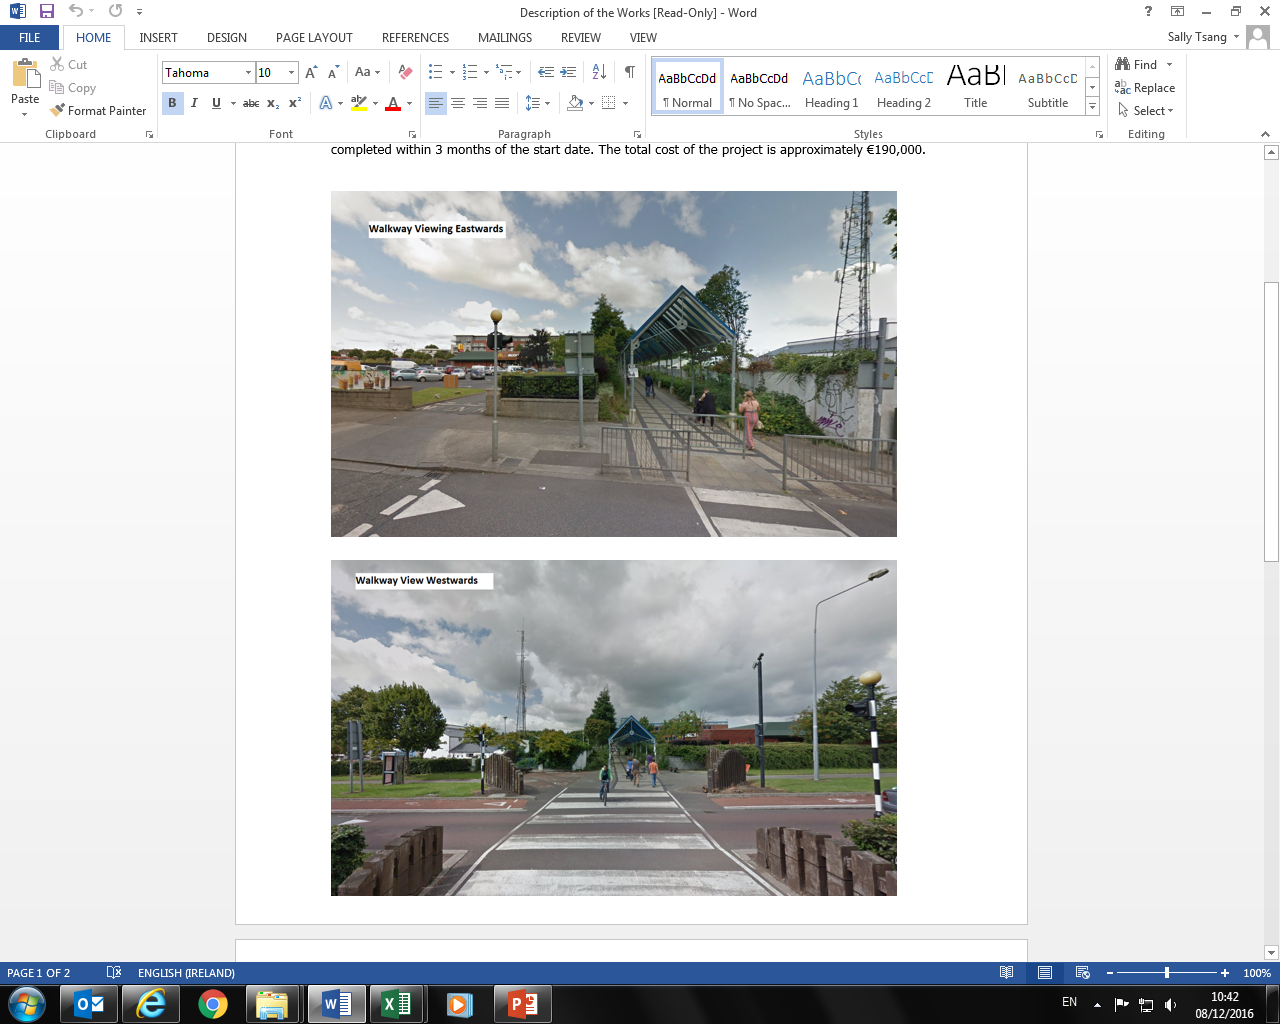 Description of the Works [Read-Only] - Word
FILE HOME INSERT DESIGN PAGE LAYOUT REFERENCES MAILINGS REVIEW VIEW Sally Tsang
Paste
Cut
Copy
Format Painter
Clipboard
Tahoma 10
Font
Paragraph
AaBbCcDd AaBbCcDd AaBbCc AaBbCcD AaBl AaBbCcD
¶ Normal ¶ No Spac... Heading 1 Heading 2 Title Subtitle
Styles
Find
Replace
Select
Editing
completed within 3 months of the start date. The total cost of the project is approximately €190,000.
Walkway Viewing Eastwards
Walkway View Westwards
PAGE 1 OF 2 ENGLISH (IRELAND) 100%
EN 10:42
08/12/2016